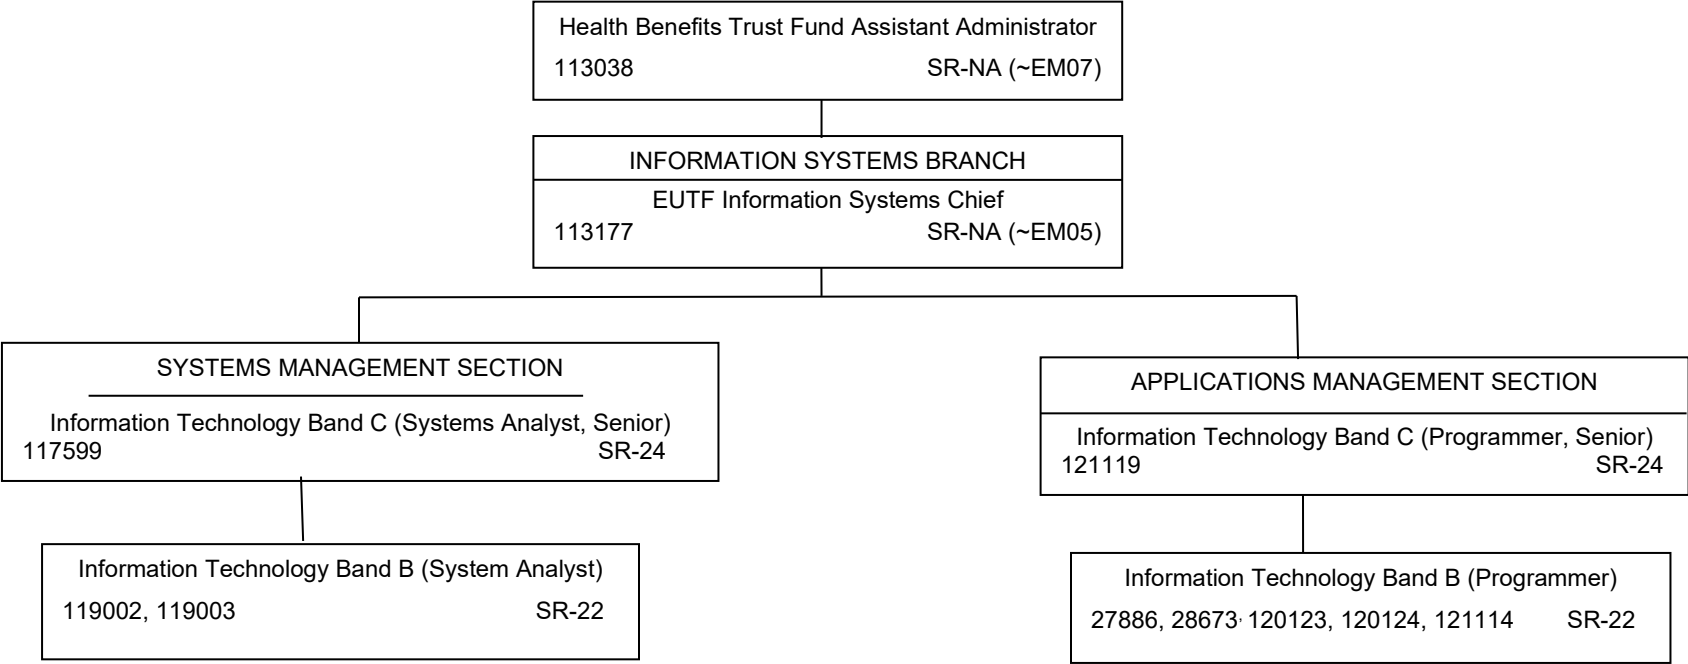 Health Benefits Trust Fund Assistant Administrator
113038 SR-NA (~EM07)
INFORMATION SYSTEMS BRANCH
EUTF Information Systems Chief
113177 SR-NA (~EM05)
SYSTEMS MANAGEMENT SECTION
Information Technology Band C (Systems Analyst, Senior)
117599 SR-24
APPLICATIONS MANAGEMENT SECTION
Information Technology Band C (Programmer, Senior)
121119 SR-24
Information Technology Band B (System Analyst)
119002, 119003 SR-22
Information Technology Band B (Programmer)
27886, 28673, 120123, 120124, 121114 SR-22